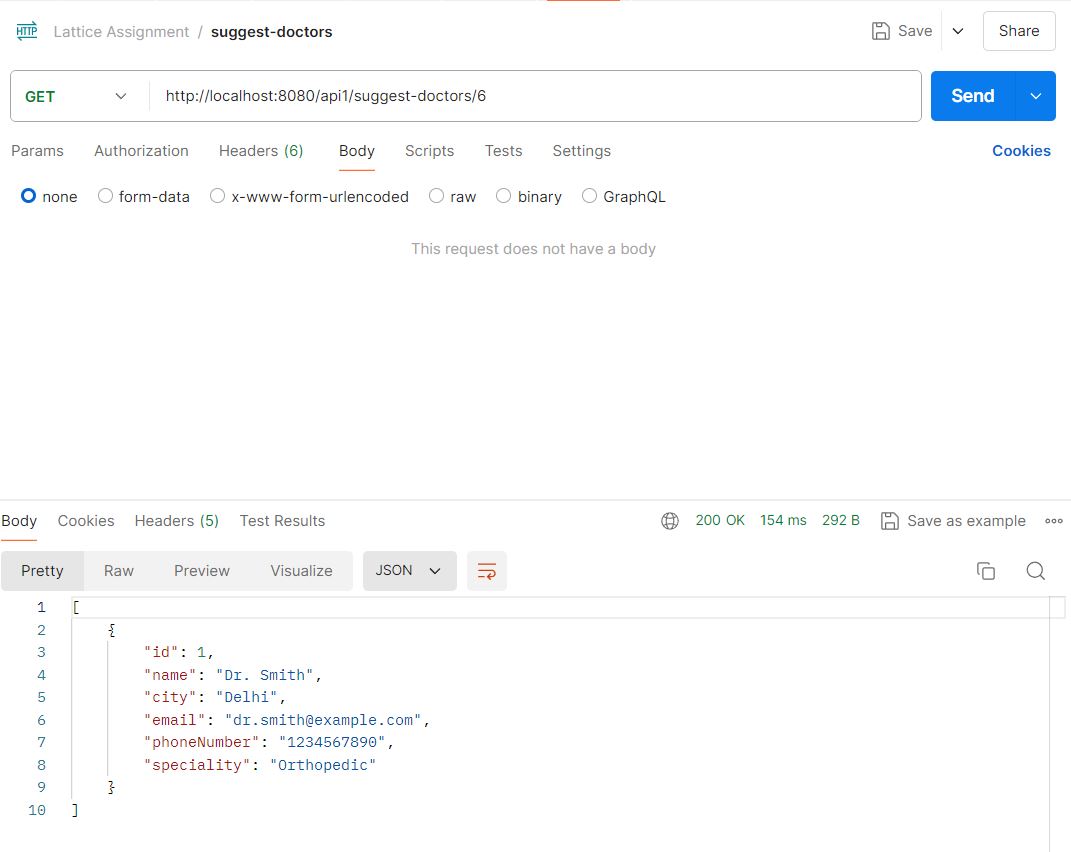 HTTP Lattice Assignment / suggest-doctors Save Share
GET http://localhost:8080/api1/suggest-doctors/6 Send
Params Authorization Headers (6) Body Scripts Tests Settings Cookies
none form-data x-www-form-urlencoded raw binary GraphQL
This request does not have a body
Body Cookies Headers (5) Test Results 200 OK 154 ms 292 B Save as example
Pretty Raw Preview Visualize JSON
1 [
2 {
3 "id": 1,
4 "name": "Dr. Smith",
5 "city": "Delhi",
6 "email": "dr.smith@example.com",
7 "phoneNumber": "1234567890",
8 "speciality": "Orthopedic"
9 }
10 ]